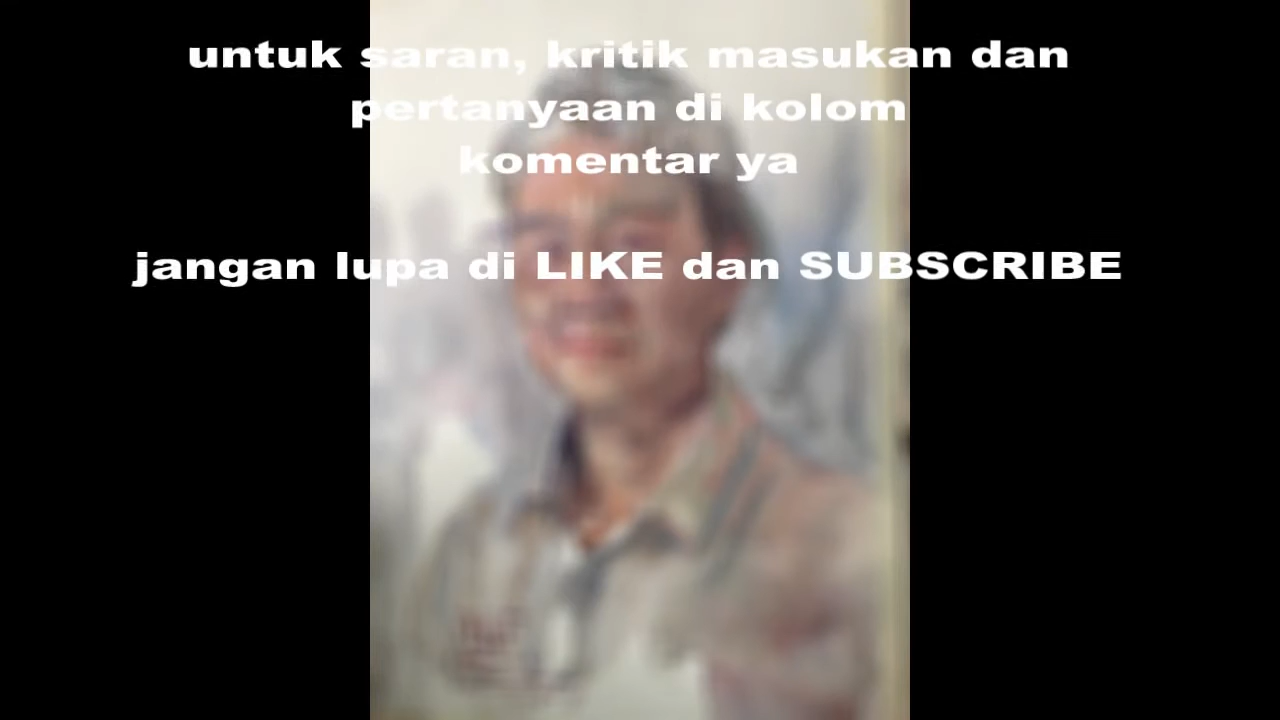 untuk saran, kritik masukan dan
pertanyaan di kolom
komentar ya
jangan lupa di LIKE dan SUBSCRIBE